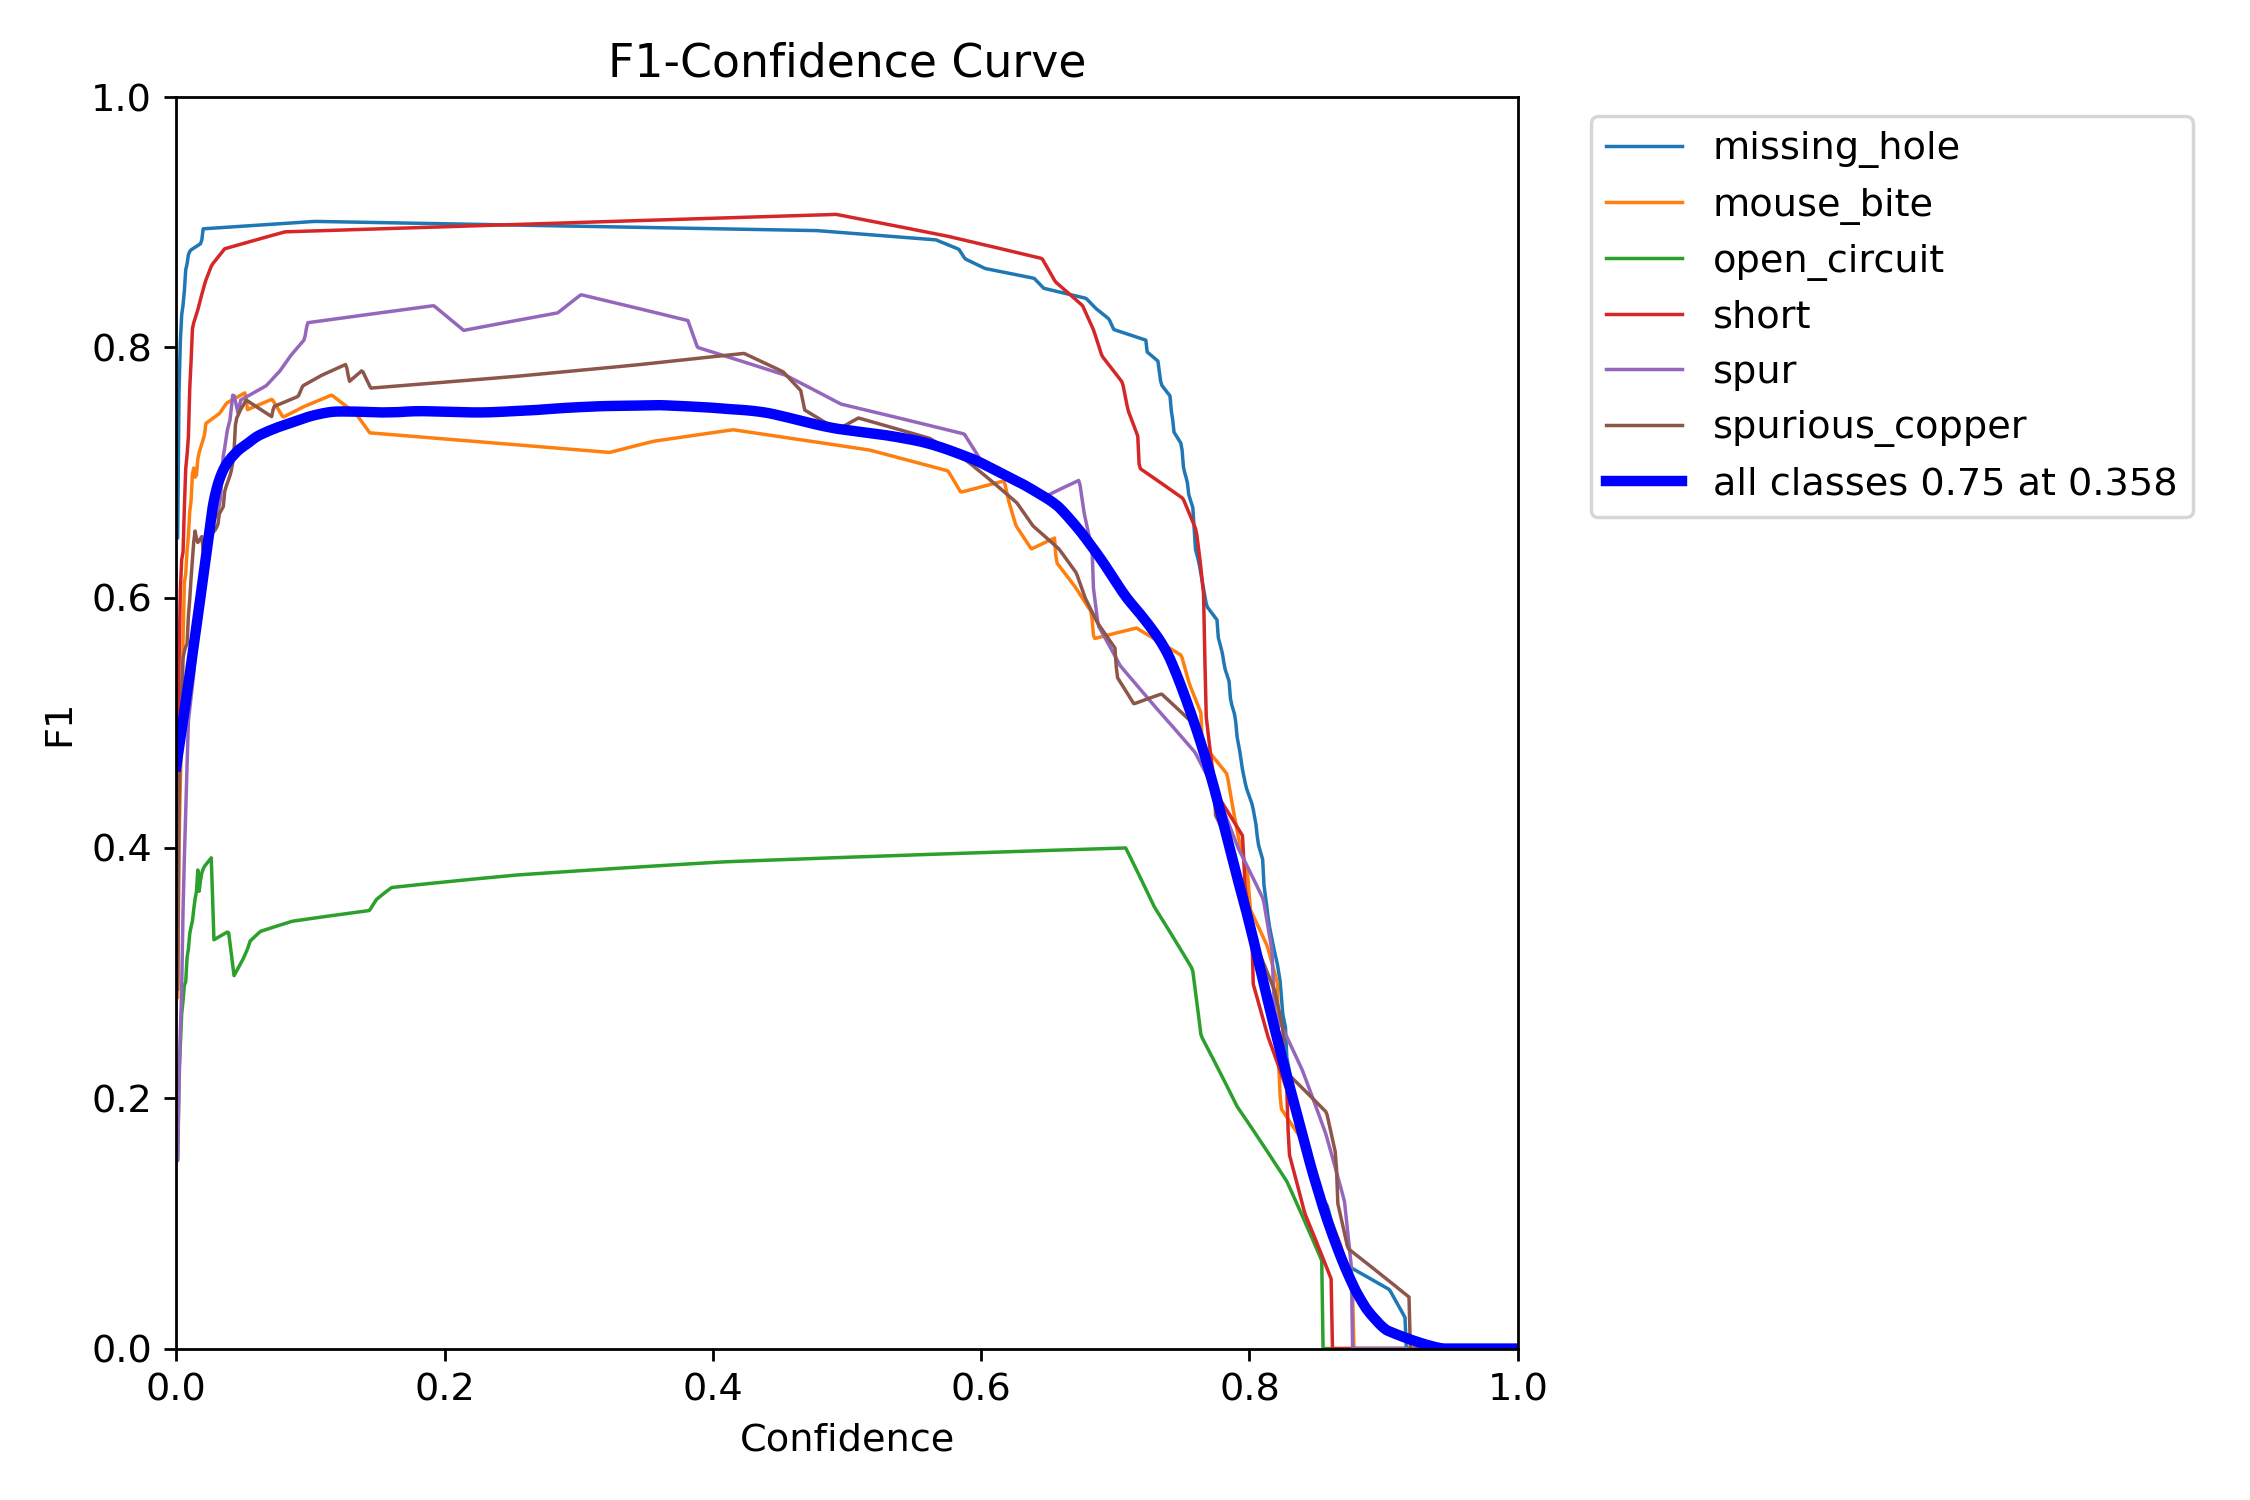 F1-Confidence Curve
1.0
0.8
0.6
0.4
0.2
0.0
F1
0.0 0.2 0.4 0.6 0.8 1.0
Confidence
missing_hole
mouse_bite
open_circuit
short
spur
spurious_copper
all classes 0.75 at 0.358